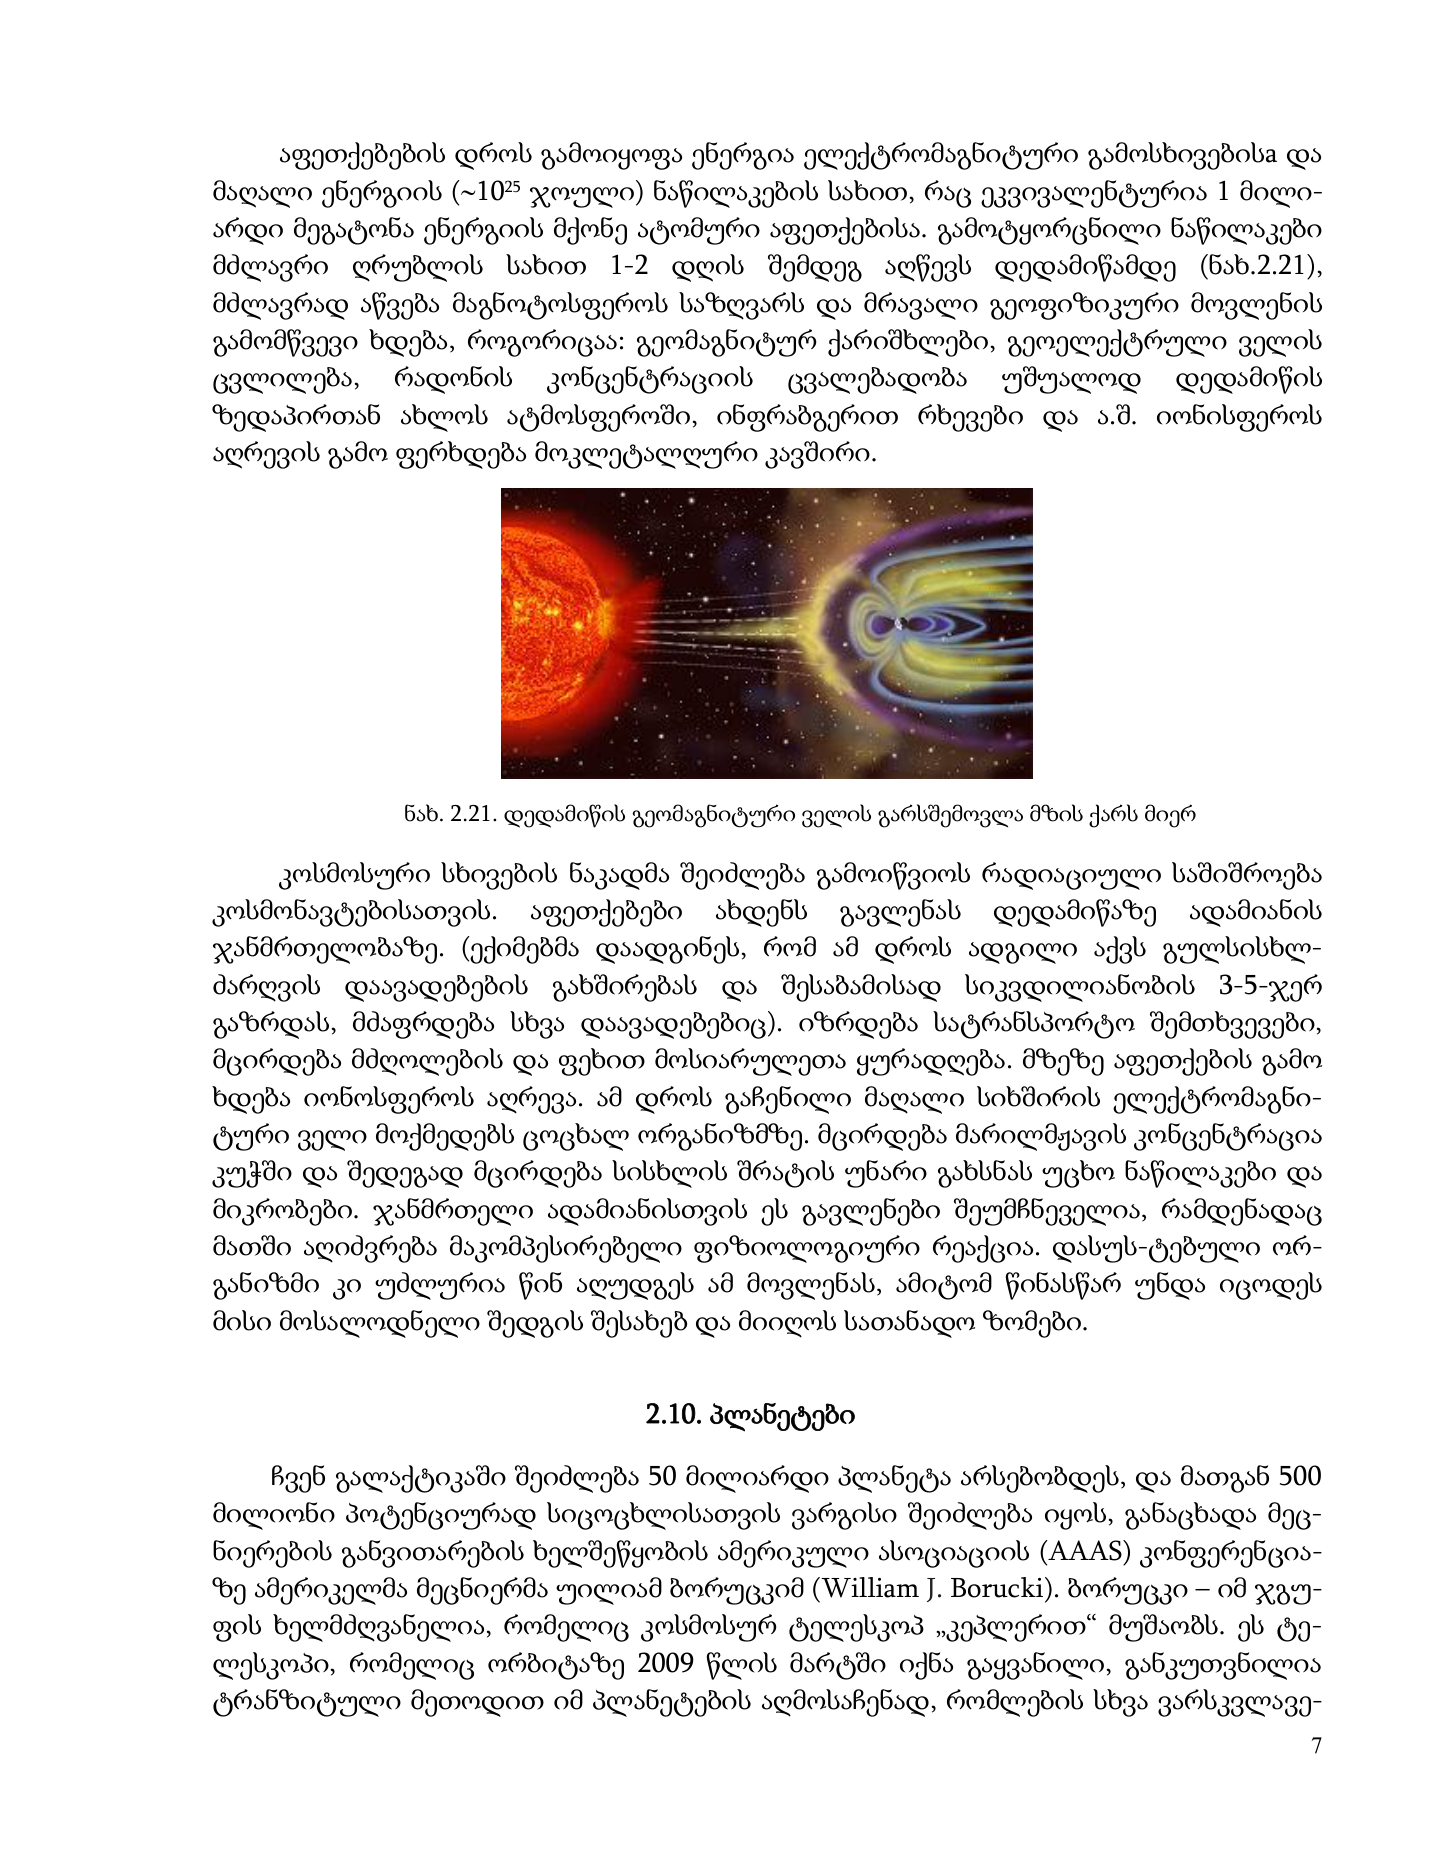 აფეთქებების დროს გამოიყოფა ენერგია ელექტრომაგნიტური გამოსხივებისa და
მაღალი ენერგიის (~10²⁵ ჯოული) ნაწილაკების სახით, რაც ეკვივალენტურია 1 მილი-
არდი მეგატონა ენერგიის მქონე ატომური აფეთქებისა. გამოტყორცნილი ნაწილაკები
მძლავრი ღრუბლის სახით 1-2 დღის შემდეგ აღწევს დედამიწამდე (ნახ.2.21),
მძლავრად აწვება მაგნოტოსფეროს საზღვარს და მრავალი გეოფიზიკური მოვლენის
გამომწვევი ხდება, როგორიცაა: გეომაგნიტურ ქარიშხლები, გეოელექტრული ველის
ცვლილება, რადონის კონცენტრაციის ცვალებადობა უშუალოდ დედამიწის
ზედაპირთან ახლოს ატმოსფეროში, ინფრაბგერით რხევები და ა.შ. იონისფეროს
აღრევის გამო ფერხდება მოკლეტალღური კავშირი.
ნახ. 2.21. დედამიწის გეომაგნიტური ველის გარსშემოვლა მზის ქარს მიერ
კოსმოსური სხივების ნაკადმა შეიძლება გამოიწვიოს რადიაციული საშიშროება
კოსმონავტებისათვის. აფეთქებები ახდენს გავლენას დედამიწაზე ადამიანის
ჯანმრთელობაზე. (ექიმებმა დაადგინეს, რომ ამ დროს ადგილი აქვს გულსისხლ-
ძარღვის დაავადებების გახშირებას და შესაბამისად სიკვდილიანობის 3-5-ჯერ
გაზრდას, მძაფრდება სხვა დაავადებებიც). იზრდება სატრანსპორტო შემთხვევები,
მცირდება მძღოლების და ფეხით მოსიარულეთა ყურადღება. მზეზე აფეთქების გამო
ხდება იონოსფეროს აღრევა. ამ დროს გაჩენილი მაღალი სიხშირის ელექტრომაგნი-
ტური ველი მოქმედებს ცოცხალ ორგანიზმზე. მცირდება მარილმჟავის კონცენტრაცია
კუჭში და შედეგად მცირდება სისხლის შრატის უნარი გახსნას უცხო ნაწილაკები და
მიკრობები. ჯანმრთელი ადამიანისთვის ეს გავლენები შეუმჩნეველია, რამდენადაც
მათში აღიძვრება მაკომპესირებელი ფიზიოლოგიური რეაქცია. დასუს-ტებული ორ-
განიზმი კი უძლურია წინ აღუდგეს ამ მოვლენას, ამიტომ წინასწარ უნდა იცოდეს
მისი მოსალოდნელი შედგის შესახებ და მიიღოს სათანადო ზომები.
2.10. პლანეტები
ჩვენ გალაქტიკაში შეიძლება 50 მილიარდი პლანეტა არსებობდეს, და მათგან 500
მილიონი პოტენციურად სიცოცხლისათვის ვარგისი შეიძლება იყოს, განაცხადა მეც-
ნიერების განვითარების ხელშეწყობის ამერიკული ასოციაციის (AAAS) კონფერენცია-
ზე ამერიკელმა მეცნიერმა უილიამ ბორუცკიმ (William J. Borucki). ბორუცკი – იმ ჯგუ-
ფის ხელმძღვანელია, რომელიც კოსმოსურ ტელესკოპ „კეპლერით“ მუშაობს. ეს ტე-
ლესკოპი, რომელიც ორბიტაზე 2009 წლის მარტში იქნა გაყვანილი, განკუთვნილია
ტრანზიტული მეთოდით იმ პლანეტების აღმოსაჩენად, რომლების სხვა ვარსკვლავე-
7